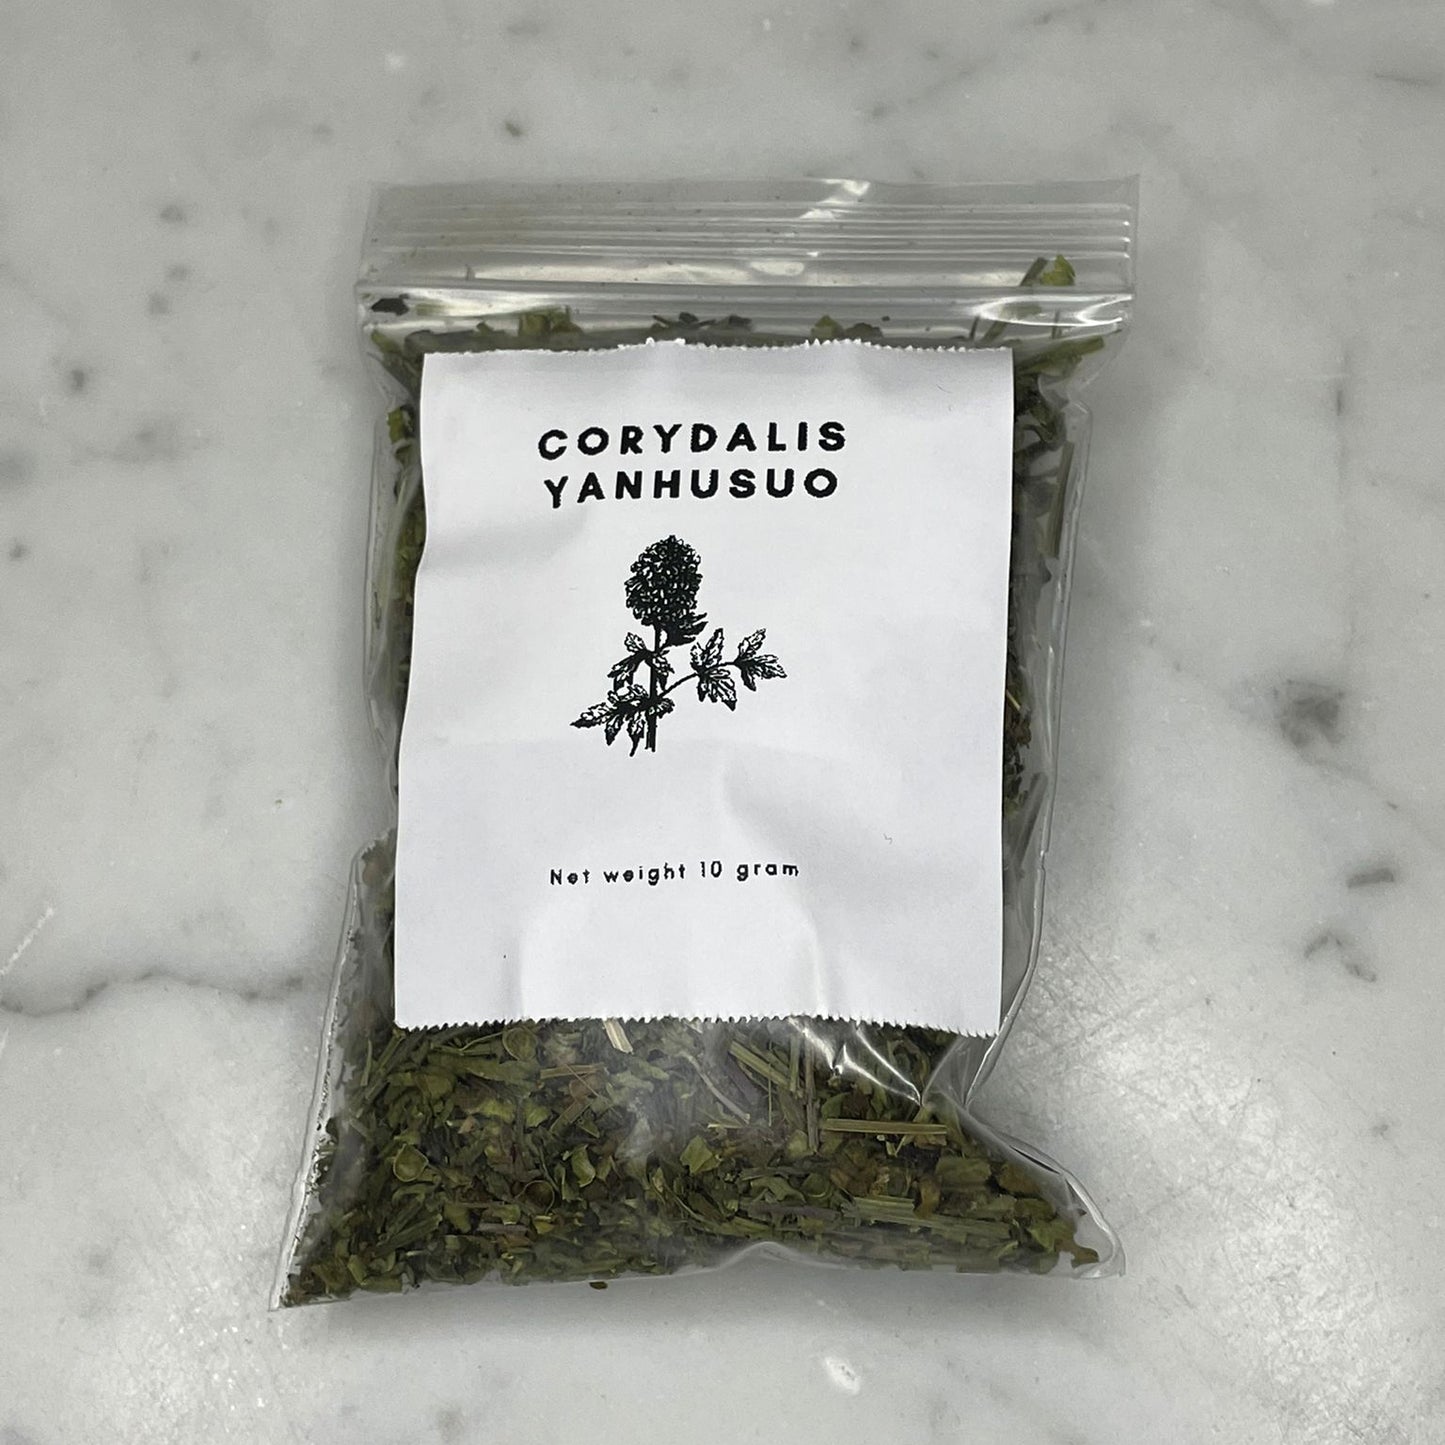 CORYDALIS
YANHUSUO
Net weight 10 gram